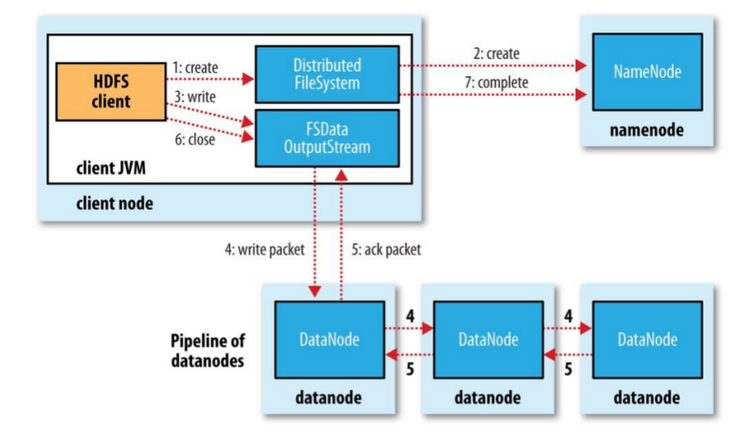 HDFS
client
1: create
3: write
6: close
Distributed
FileSystem
FSData
OutputStream
client JVM
client node
2: create
7: complete
NameNode
namenode
4: write packet
5: ack packet
Pipeline of
datanodes
DataNode
datanode
4
5
DataNode
datanode
4
5
DataNode
datanode